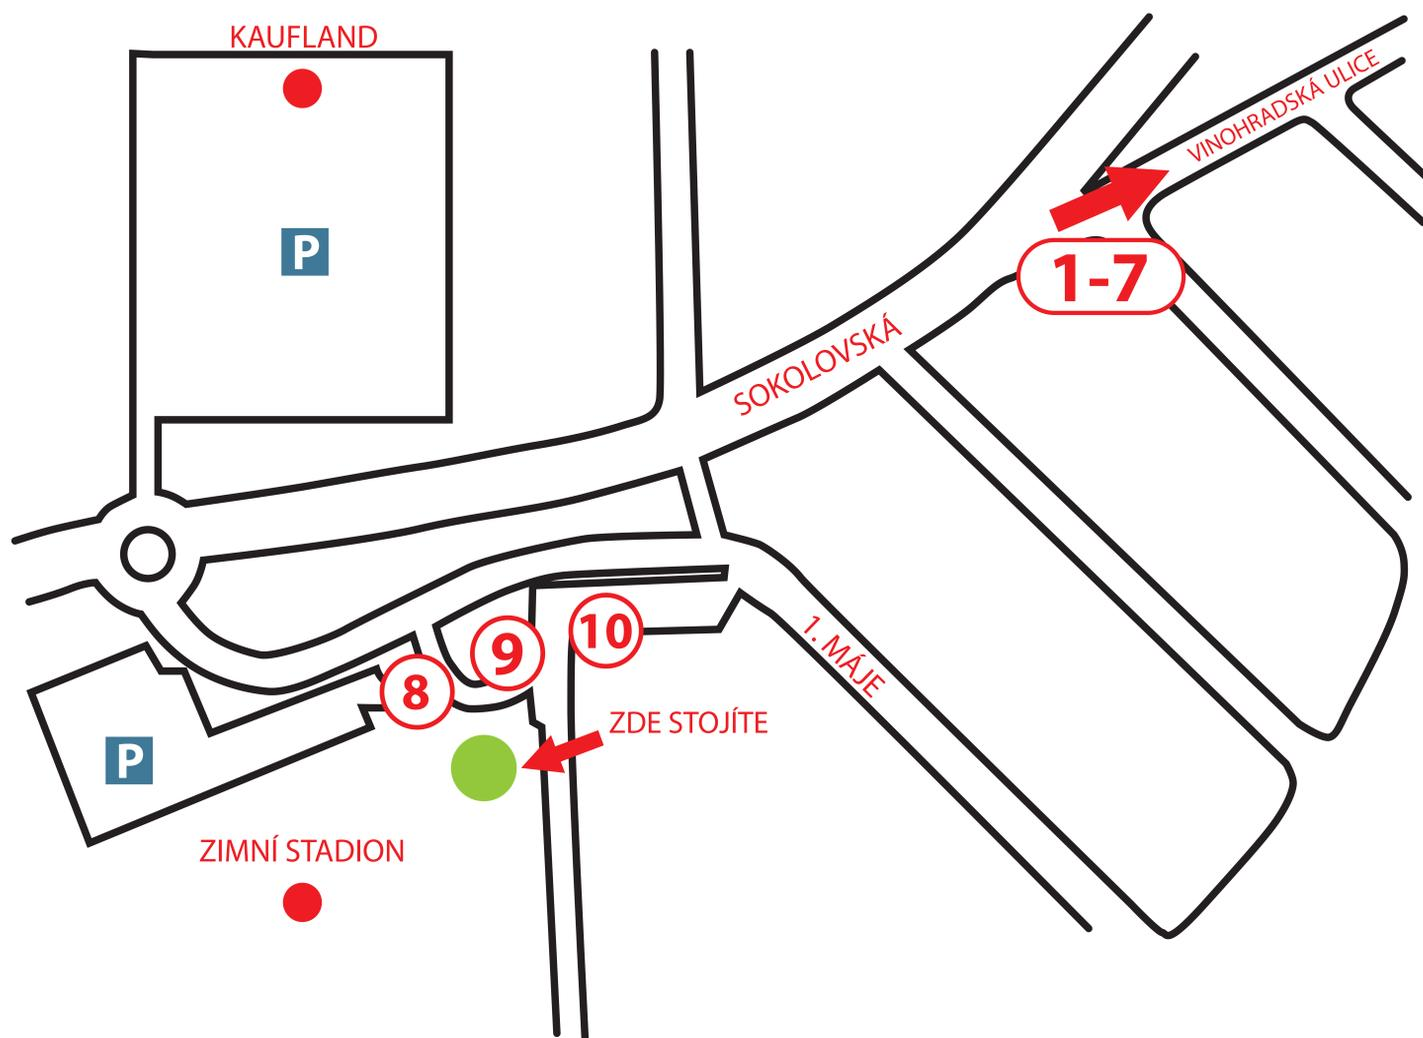 KAUFLAND
P
VINOHRADSKÁ ULICE
1-7
SOKOLOVSKÁ
10
9
8
1. MÁJE
ZDE STOJÍTE
P
ZIMNÍ STADION